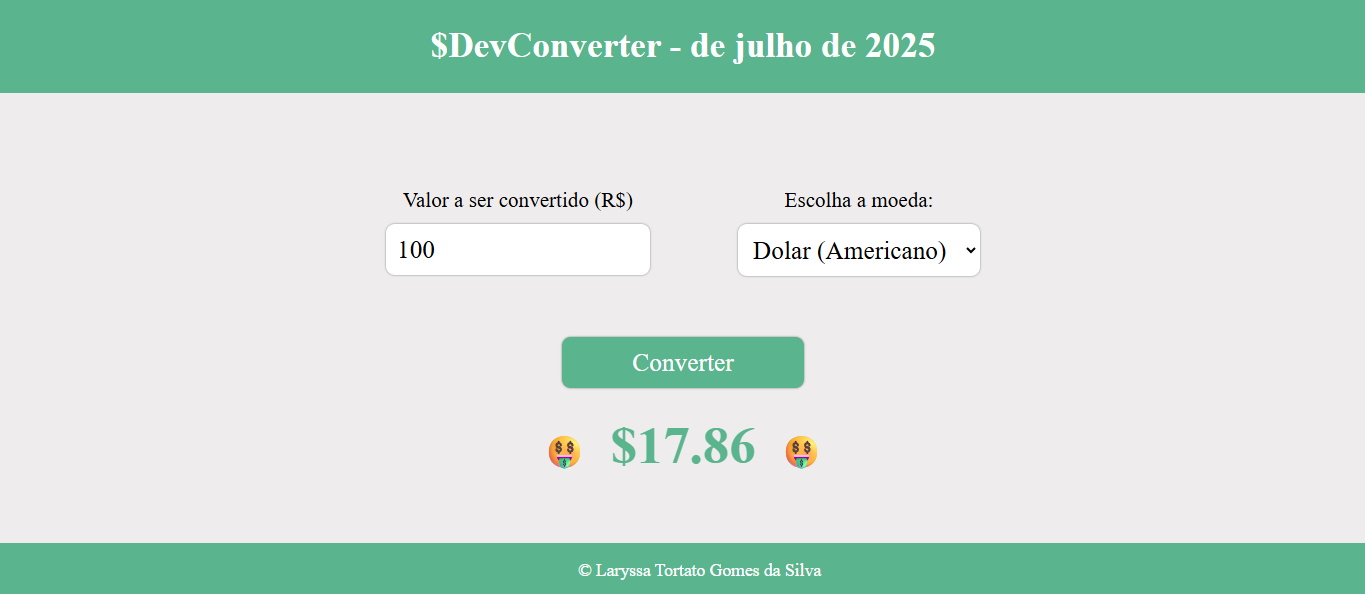 $DevConverter - de julho de 2025
Valor a ser convertido (R$)
Escolha a moeda:
100
Dolar (Americano)
Converter
$17.86
© Laryssa Tortato Gomes da Silva